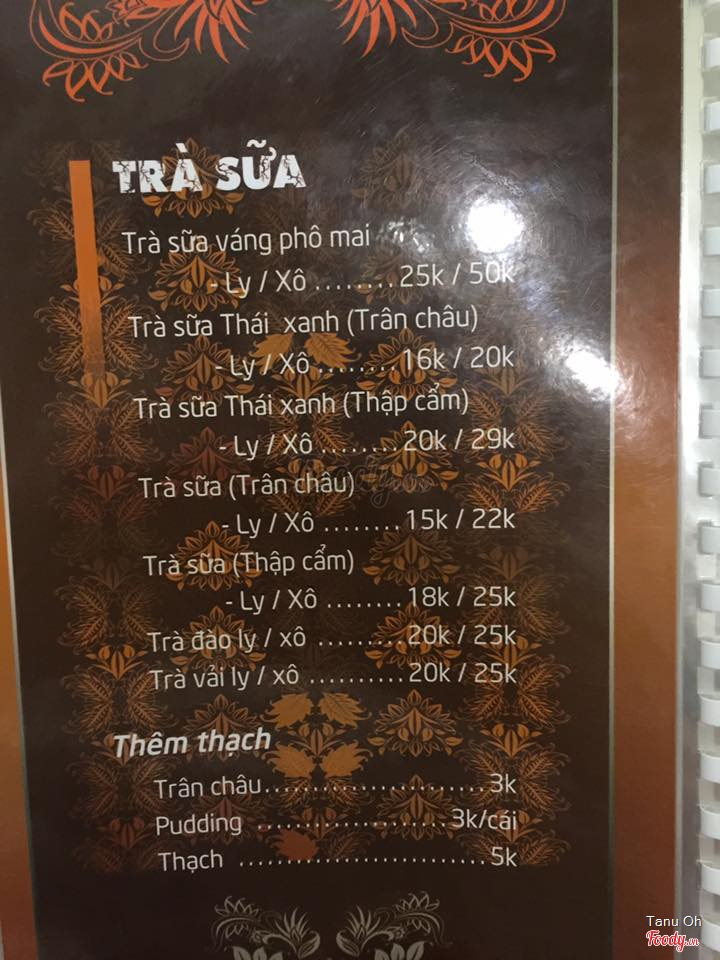 TRÀ SỮA
Trà sữa váng phô mai
- Ly / Xô ........25k / 50k
Trà sữa Thái xanh (Trân châu)
- Ly / Xô ........16k / 20k
Trà sữa Thái xanh (Thập cẩm)
- Ly / Xô ........20k / 29k
Trà sữa (Trân châu)
- Ly / Xô ........15k / 22k
Trà sữa (Thập cẩm)
- Ly / Xô ........18k / 25k
Trà đào ly / xô .........20k / 25k
Trà vải ly / xô ..........20k / 25k
Thêm thạch
Trân châu.......................3k
Pudding ....................3k/cái
Thạch ..........................5k
Tanu Oh
Foody.vn